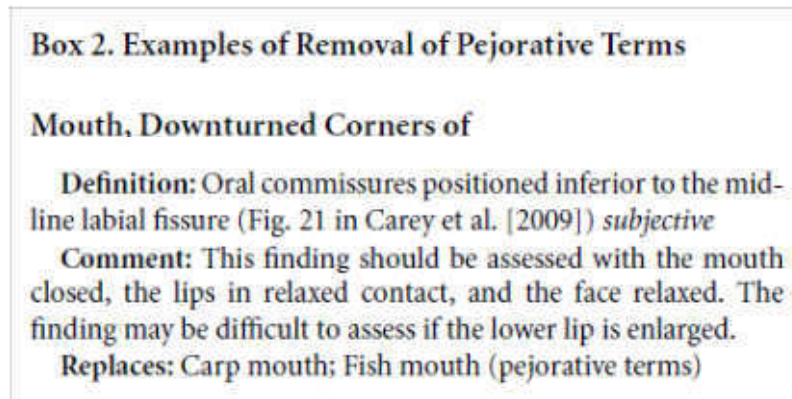 Box 2. Examples of Removal of Pejorative Terms
Mouth, Downturned Corners of
Definition: Oral commissures positioned inferior to the mid-
line labial fissure (Fig. 21 in Carey et al. [2009]) subjective
Comment: This finding should be assessed with the mouth
closed, the lips in relaxed contact, and the face relaxed. The
finding may be difficult to assess if the lower lip is enlarged.
Replaces: Carp mouth; Fish mouth (pejorative terms)